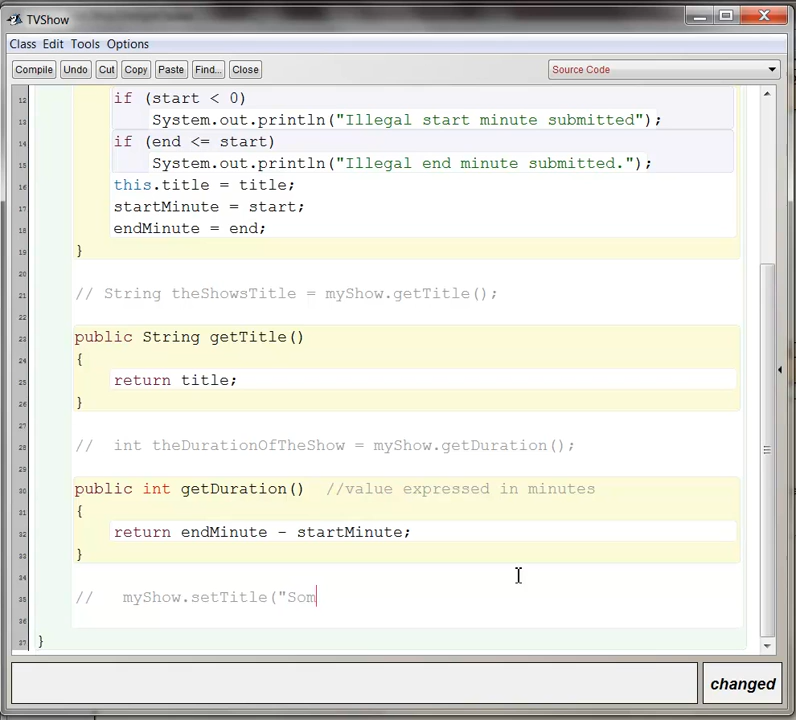 TVShow
Class Edit Tools Options
Compile Undo Cut Copy Paste Find... Close Source Code
12 if (start < 0)
13 System.out.println("Illegal start minute submitted");
14 if (end <= start)
15 System.out.println("Illegal end minute submitted.");
16 this.title = title;
17 startMinute = start;
18 endMinute = end;
19 }
20
21 // String theShowsTitle = myShow.getTitle();
22
23 public String getTitle()
24 {
25 return title;
26 }
27
28 // int theDurationOfTheShow = myShow.getDuration();
29
30 public int getDuration() //value expressed in minutes
31 {
32 return endMinute - startMinute;
33 }
34
35 // myShow.setTitle("Som
36
37 }
changed